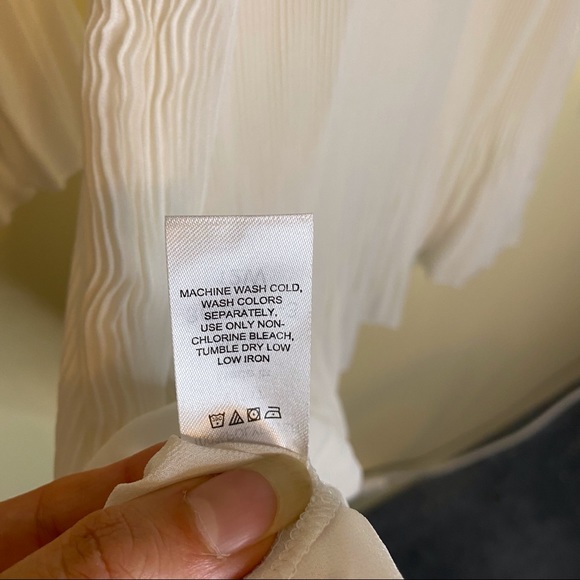 MACHINE WASH COLD,
WASH COLORS
SEPARATELY,
USE ONLY NON-
CHLORINE BLEACH,
TUMBLE DRY LOW
LOW IRON